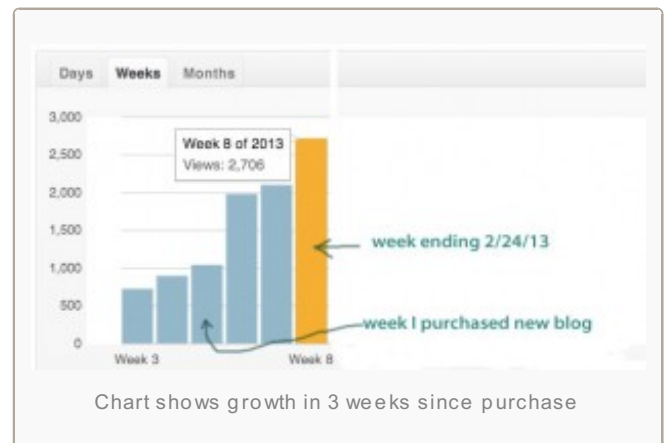 Days Weeks Months
3,000
Week 8 of 2013
2,500
Views: 2,706
2,000
1,500
week ending 2/24/13
1,000
500
week I purchased new blog
0
Week 3 Week 8
Chart shows growth in 3 weeks since purchase